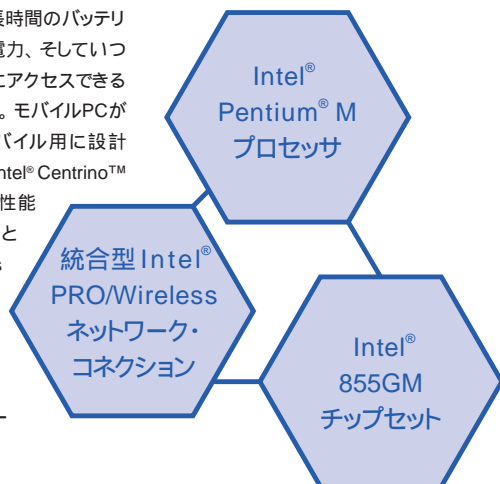 長時間のバッテリ
電力、そしていつ
にアクセスできる
。モバイルPCが
バイル用に設計
ntel® Centrino™
性能
と
s
ー
Intel®
Pentium® M
プロセッサ
統合型Intel®
PRO/Wireless
ネットワーク・
コネクション
Intel®
855GM
チップセット